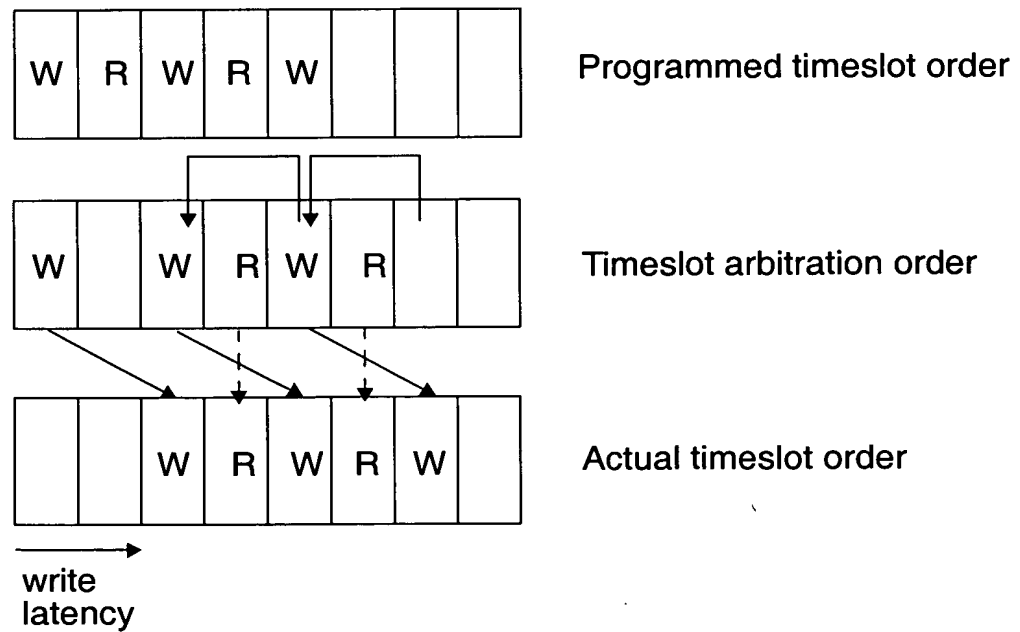 W R W R W Programmed timeslot order
W W R W R Timeslot arbitration order
W R W R W Actual timeslot order
write
latency